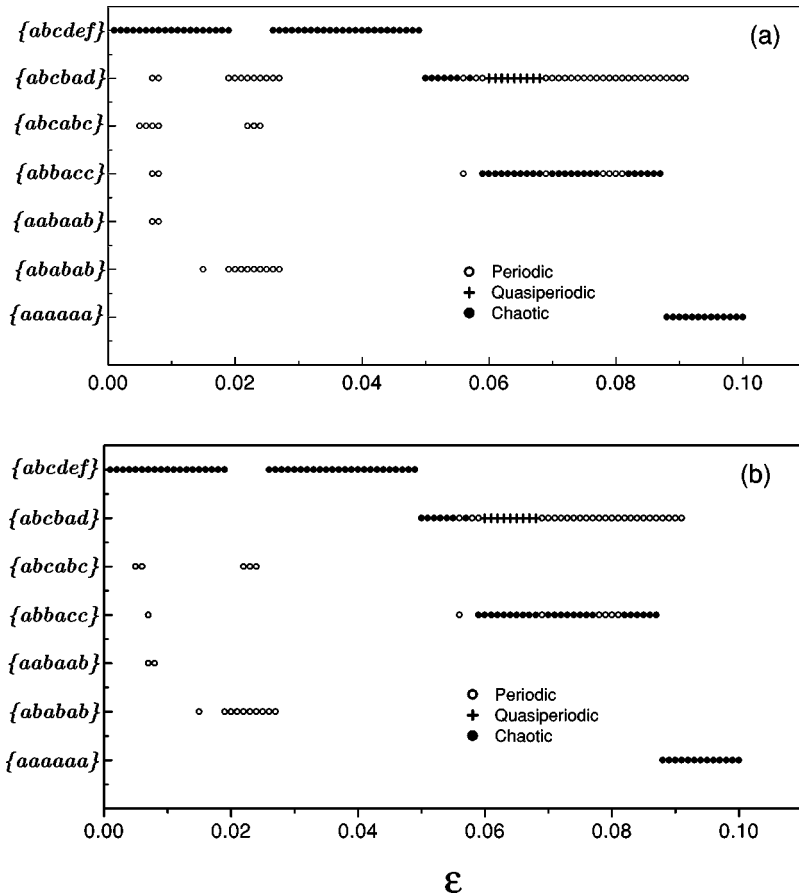 {abcdef}
(a)
{abcbad}
{abcabc}
{abbacc}
{aabaab}
{ababab}
Periodic
Quasiperiodic
Chaotic
{aaaaaa}
0.00 0.02 0.04 0.06 0.08 0.10
{abcdef}
(b)
{abcbad}
{abcabc}
{abbacc}
{aabaab}
{ababab}
Periodic
Quasiperiodic
Chaotic
{aaaaaa}
0.00 0.02 0.04 0.06 0.08 0.10
ε